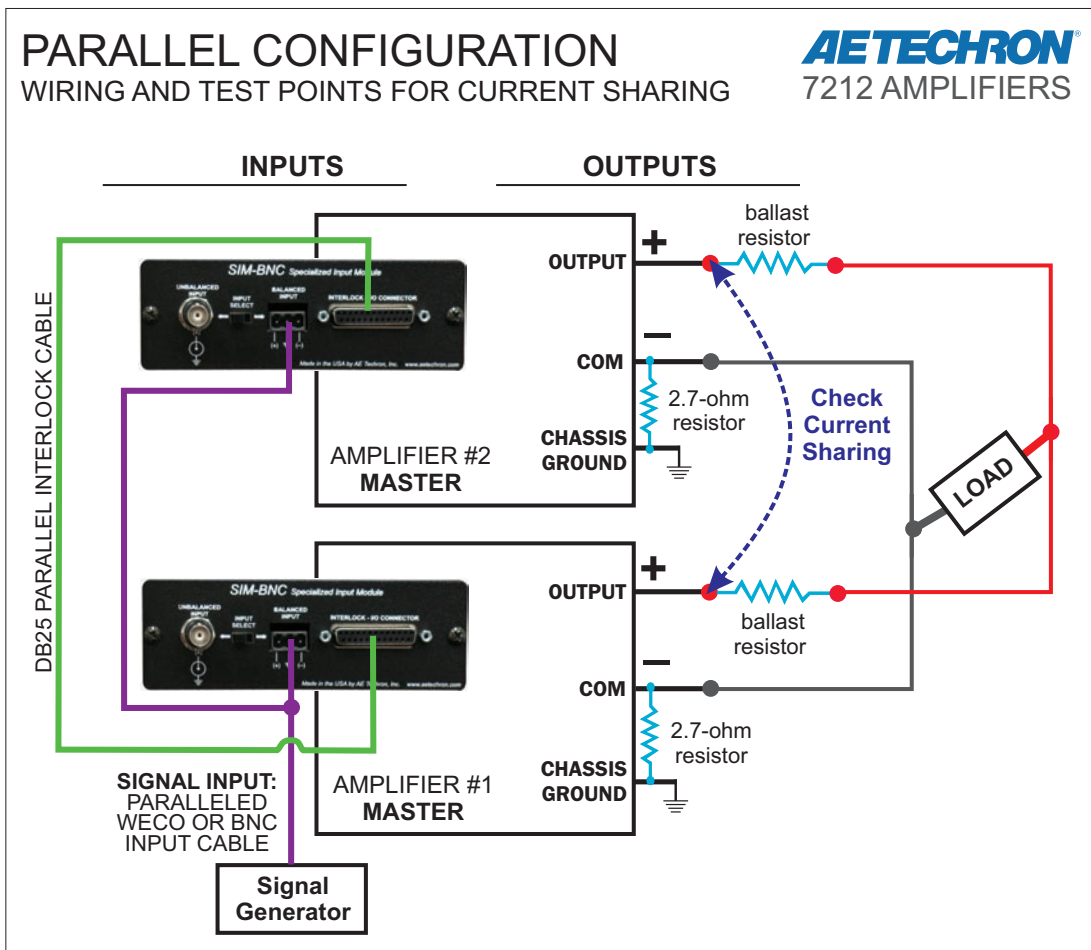 PARALLEL CONFIGURATION
WIRING AND TEST POINTS FOR CURRENT SHARING
AETECHRON®
7212 AMPLIFIERS
INPUTS
OUTPUTS
DB25 PARALLEL INTERLOCK CABLE
SIM-BNC Specialized Input Module
UNBALANCED
INPUT
INPUT
SELECT
BALANCED
INPUT
INTERLOCK - I/O CONNECTOR
(+)
(–)
Made in the USA by AE Techron, Inc. www.aetechron.com
AMPLIFIER #2
MASTER
OUTPUT
+
–
COM
2.7-ohm
resistor
CHASSIS
GROUND
ballast
resistor
Check
Current
Sharing
LOAD
SIM-BNC Specialized Input Module
UNBALANCED
INPUT
INPUT
SELECT
BALANCED
INPUT
INTERLOCK - I/O CONNECTOR
(+)
(–)
Made in the USA by AE Techron, Inc. www.aetechron.com
AMPLIFIER #1
MASTER
OUTPUT
+
–
COM
2.7-ohm
resistor
CHASSIS
GROUND
ballast
resistor
SIGNAL INPUT:
PARALLELED
WECO OR BNC
INPUT CABLE
Signal
Generator